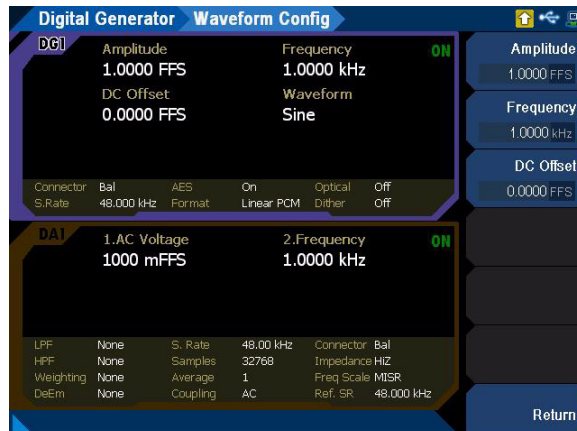 Digital Generator Waveform Config
DG1
Amplitude Frequency ON
1.0000 FFS 1.0000 kHz
DC Offset Waveform
0.0000 FFS Sine
Connector Bal AES On Optical Off
S.Rate 48.000 kHz Format Linear PCM Dither Off
DA1
1.AC Voltage 2.Frequency ON
1000 mFFS 1.0000 kHz
LPF None S. Rate 48.00 kHz Connector Bal
HPF None Samples 32768 Impedance HiZ
Weighting None Average 1 Freq Scale MISR
DeEm None Coupling AC Ref. SR 48.000 kHz
Amplitude
1.0000 FFS
Frequency
1.0000 kHz
DC Offset
0.0000 FFS
Return